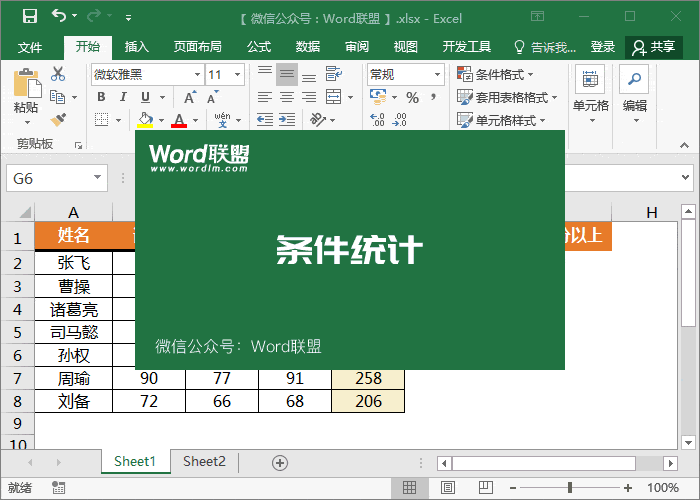 [ 微信公众号：Word联盟 ] .xlsx - Excel
文件 开始 插入 页面布局 公式 数据 审阅 视图 开发工具 告诉我... 登录 共享
粘贴
剪贴板
微软雅黑 11
B I U
A A
A wén 文
常规
% ,
条件格式
套用表格格式
单元格样式
单元格
编辑
G6
Word联盟
www.wordlm.com
条件统计
微信公众号：Word联盟
A H
1 姓名 以上
2 张飞
3 曹操
4 诸葛亮
5 司马懿
6 孙权
7 周瑜 90 77 91 258
8 刘备 72 66 68 206
9
10
Sheet1 Sheet2
就绪 100%